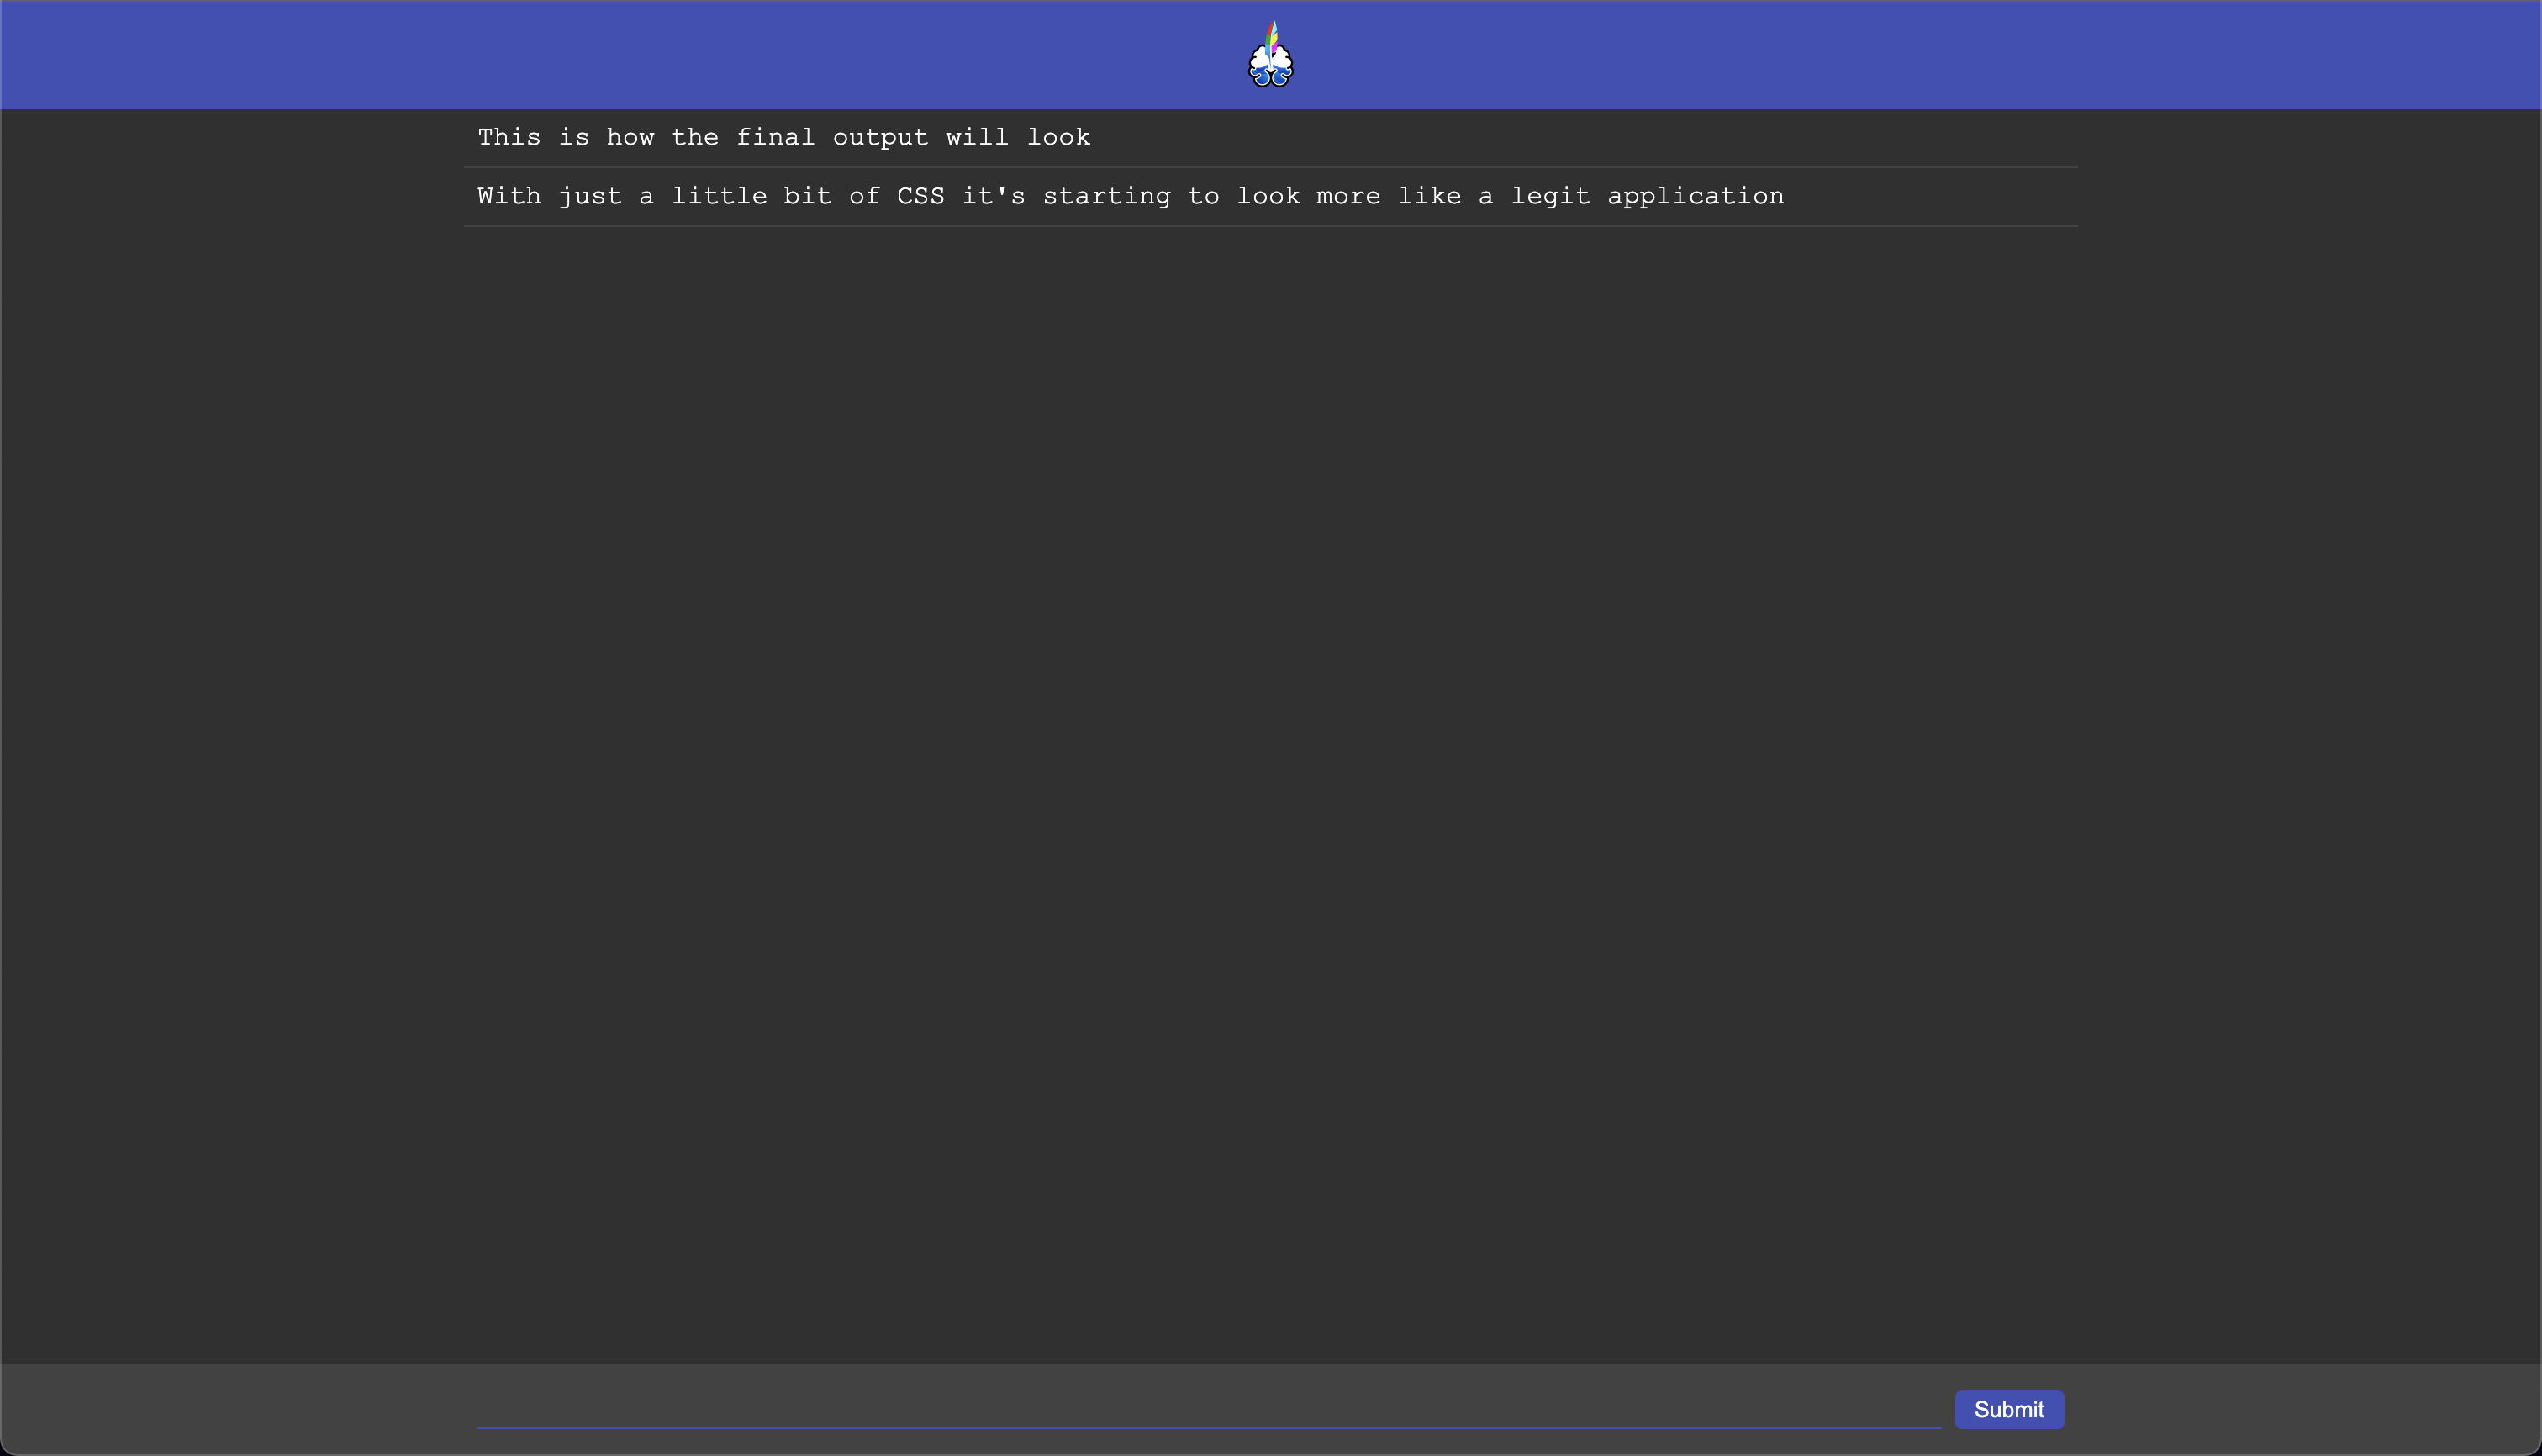 This is how the final output will look
With just a little bit of CSS it's starting to look more like a legit application
Submit